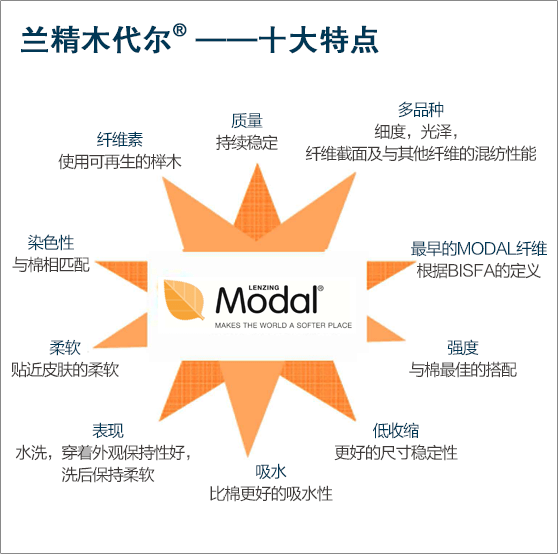 兰精木代尔® ——十大特点
质量
持续稳定
多品种
细度，光泽，
纤维截面及与其他纤维的混纺性能
纤维素
使用可再生的榉木
染色性
与棉相匹配
最早的MODAL纤维
根据BISFA的定义
LENZING
Modal®
MAKES THE WORLD A SOFTER PLACE
柔软
贴近皮肤的柔软
强度
与棉最佳的搭配
表现
水洗，穿着外观保持性好，
洗后保持柔软
低收缩
更好的尺寸稳定性
吸水
比棉更好的吸水性